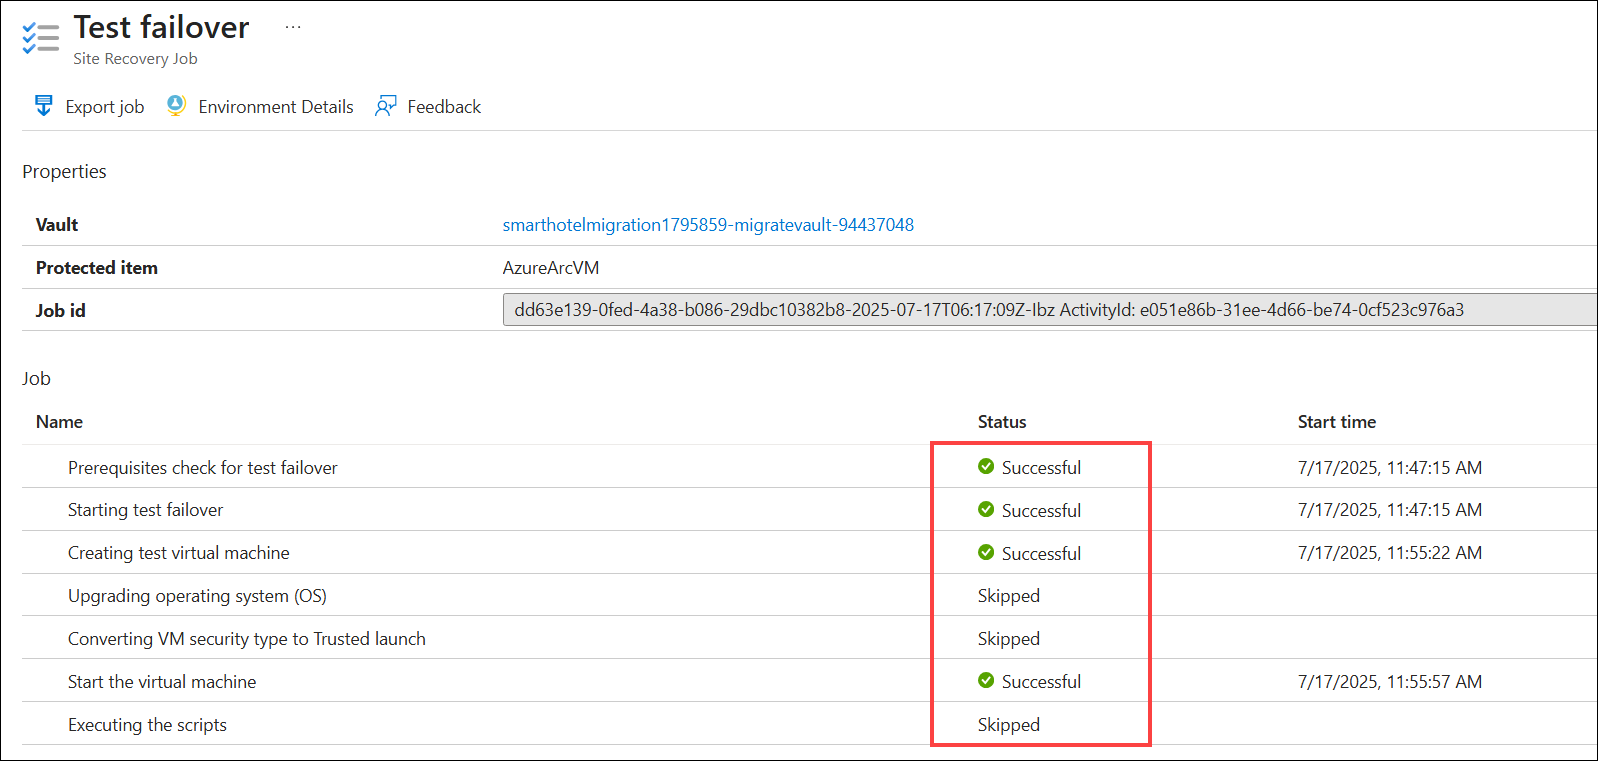 Test failover ...
Site Recovery Job
Export job Environment Details Feedback
Properties
Vault smarthotelmigration1795859-migratevault-94437048
Protected item AzureArcVM
Job id dd63e139-0fed-4a38-b086-29dbc10382b8-2025-07-17T06:17:09Z-Ibz ActivityId: e051e86b-31ee-4d66-be74-0cf523c976a3
Job
Name Status Start time
Prerequisites check for test failover Successful 7/17/2025, 11:47:15 AM
Starting test failover Successful 7/17/2025, 11:47:15 AM
Creating test virtual machine Successful 7/17/2025, 11:55:22 AM
Upgrading operating system (OS) Skipped
Converting VM security type to Trusted launch Skipped
Start the virtual machine Successful 7/17/2025, 11:55:57 AM
Executing the scripts Skipped